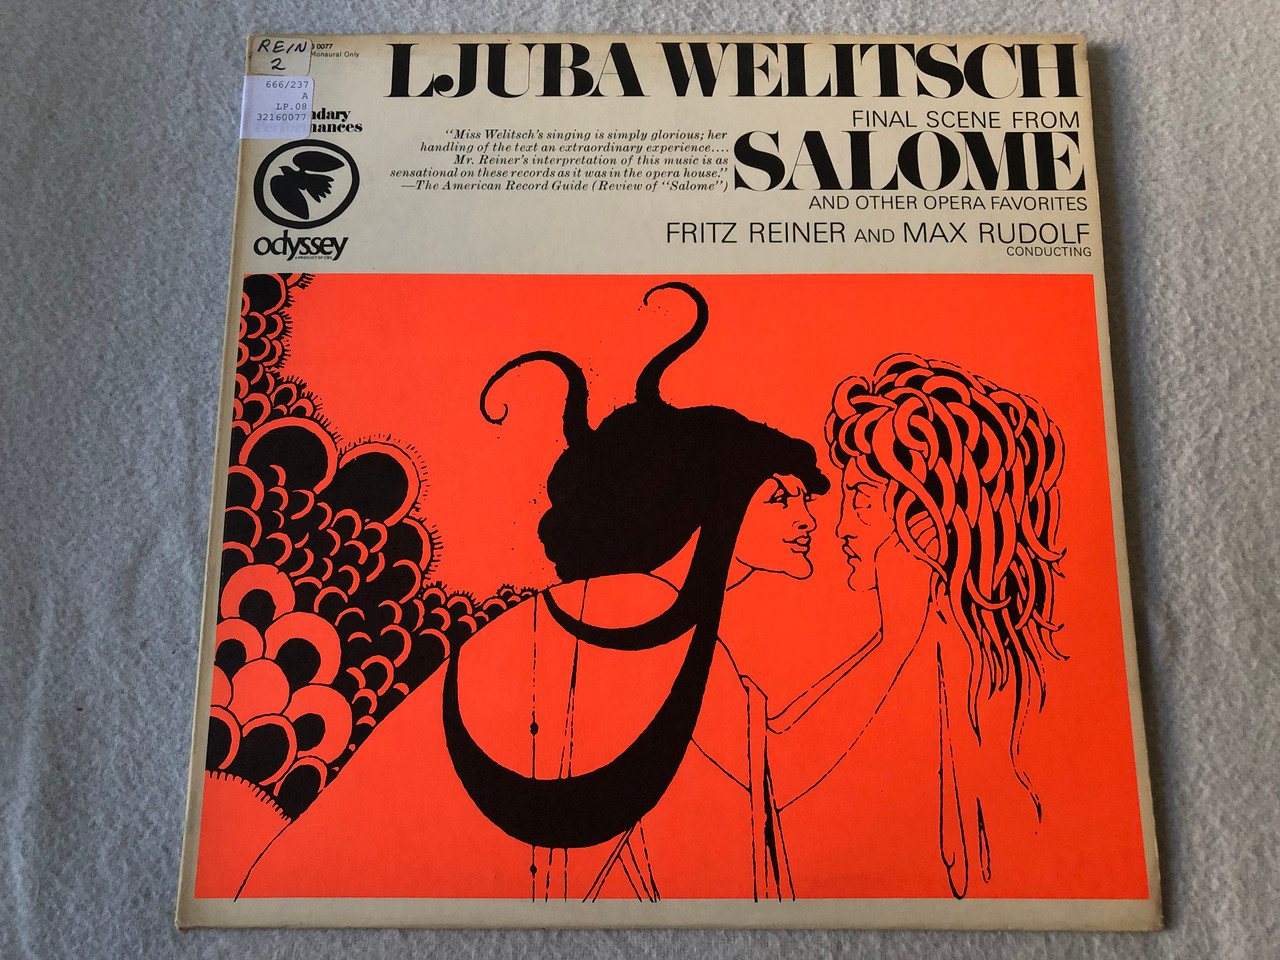 REIN
2
0077
Monaural Only
666/237
A
LP.08
32160077
LJUBA WELITSCH
FINAL SCENE FROM
SALOME
AND OTHER OPERA FAVORITES
FRITZ REINER AND MAX RUDOLF
CONDUCTING
"Miss Welitsch's singing is simply glorious; her
handling of the text an extraordinary experience....
Mr. Reiner's interpretation of this music is as
sensational on these records as it was in the opera house."
—The American Record Guide (Review of "Salome")
odyssey
A PRODUCT OF CBS